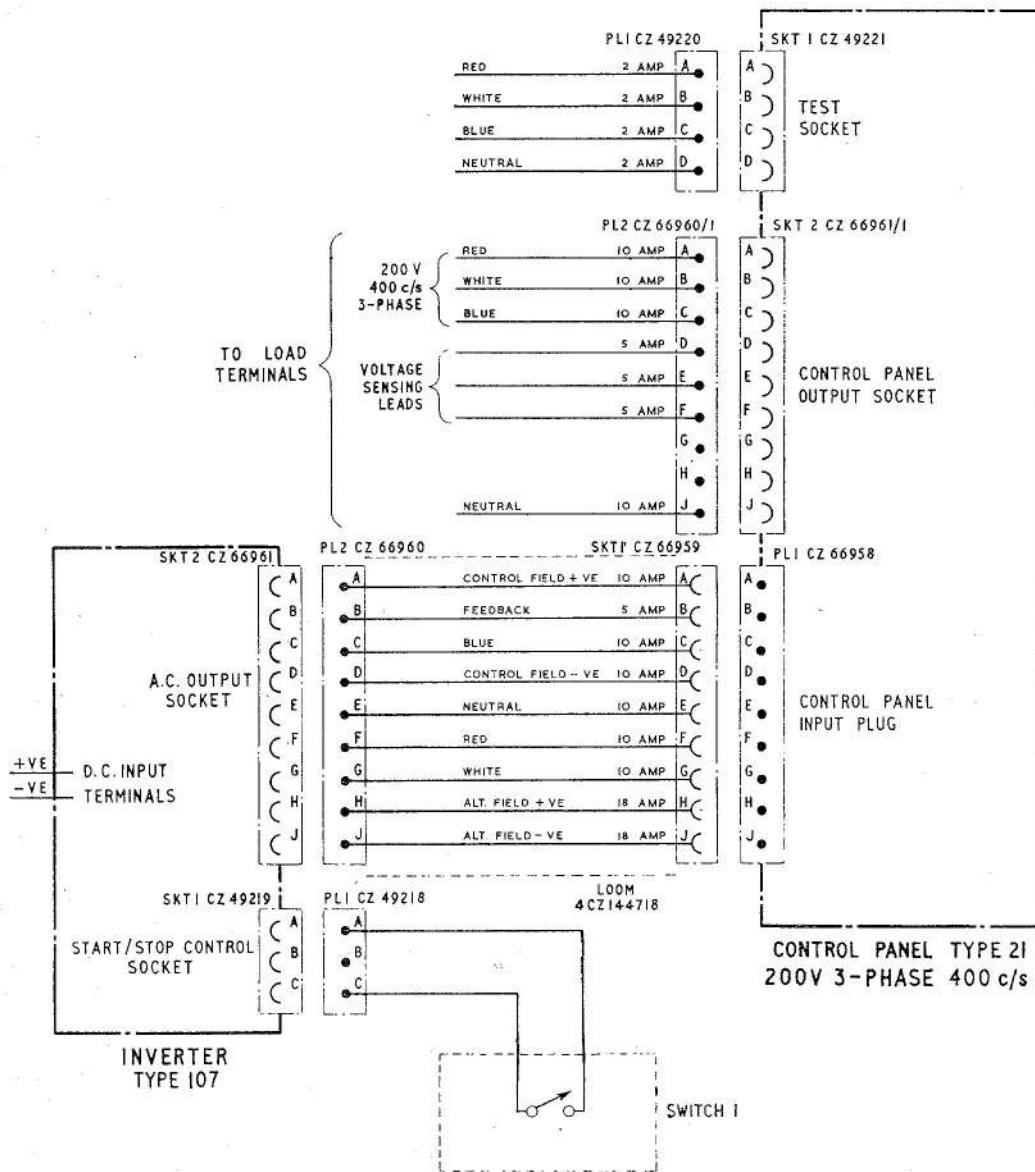 PL1 CZ 49220
SKT 1 CZ 49221
RED 2 AMP A
WHITE 2 AMP B
BLUE 2 AMP C
NEUTRAL 2 AMP D
A
B
C
D
TEST
SOCKET
PL2 CZ 66960/1
SKT 2 CZ 66961/1
TO LOAD
TERMINALS
200 V
400 c/s
3-PHASE
VOLTAGE
SENSING
LEADS
RED 10 AMP A
WHITE 10 AMP B
BLUE 10 AMP C
5 AMP D
5 AMP E
5 AMP F
G
H
NEUTRAL 10 AMP J
A
B
C
D
E
F
G
H
J
CONTROL PANEL
OUTPUT SOCKET
SKT 2 CZ 66961
PL2 CZ 66960
SKT1 CZ 66959
PL1 CZ 66958
A
B
C
D
E
F
G
H
J
A.C. OUTPUT
SOCKET
+VE
-VE
D.C. INPUT
TERMINALS
A CONTROL FIELD + VE 10 AMP A
B FEEDBACK 5 AMP B
C BLUE 10 AMP C
D CONTROL FIELD - VE 10 AMP D
E NEUTRAL 10 AMP E
F RED 10 AMP F
G WHITE 10 AMP G
H ALT. FIELD + VE 18 AMP H
J ALT. FIELD - VE 18 AMP J
A
B
C
D
E
F
G
H
J
CONTROL PANEL
INPUT PLUG
LOOM
4CZ144718
SKT1 CZ 49219
PL1 CZ 49218
START/STOP CONTROL
SOCKET
A
B
C
A
B
C
CONTROL PANEL TYPE 21
200V 3-PHASE 400 c/s
INVERTER
TYPE 107
SWITCH 1